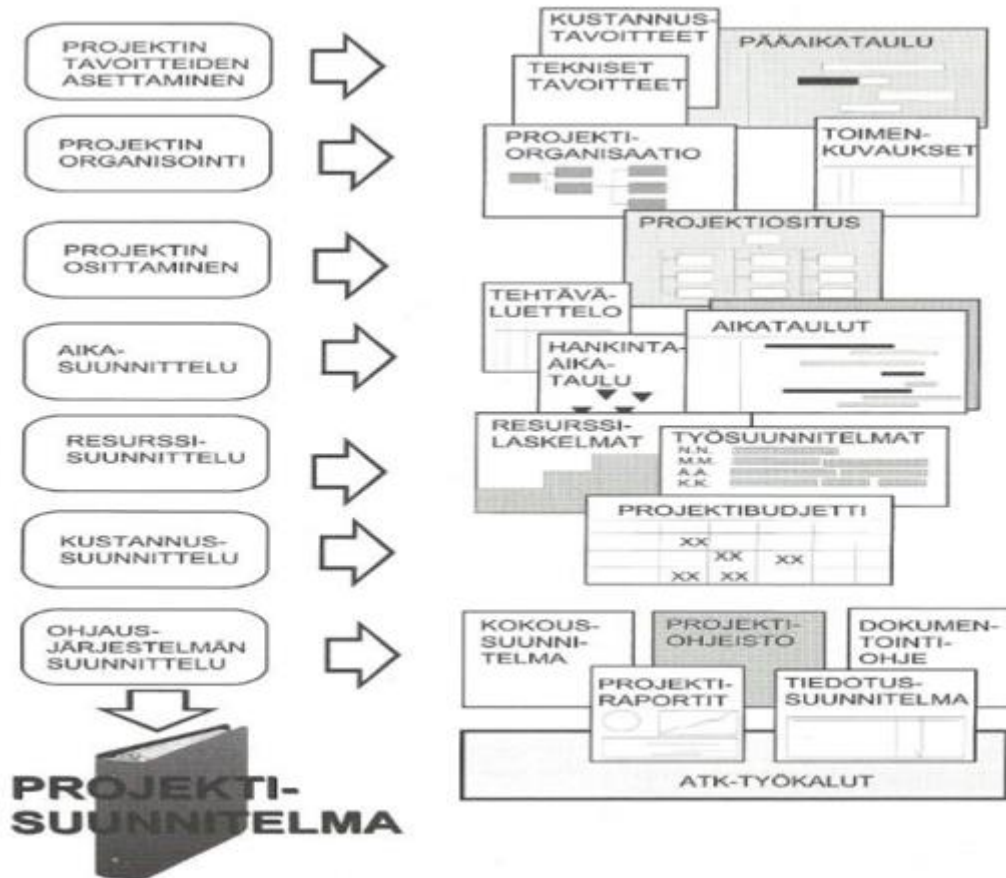 PROJEKTIN
TAVOITTEIDEN
ASETTAMINEN
KUSTANNUS-
TAVOITTEET
TEKNISET
TAVOITTEET
PÄÄAIKATAULU
PROJEKTIN
ORGANISOINTI
PROJEKTI-
ORGANISAATIO
TOIMEN-
KUVAUKSET
PROJEKTIN
OSITTAMINEN
PROJEKTIOSITUS
TEHTÄVÄ-
LUETTELO
AIKA-
SUUNNITTELU
HANKINTA-
AIKA-
TAULU
AIKATAULUT
RESURSSI-
SUUNNITTELU
RESURSSI-
LASKELMAT
TYÖSUUNNITELMAT
N.N.
M.M.
A.A.
K.K.
KUSTANNUS-
SUUNNITTELU
PROJEKTIBUDJETTI
XX
XX XX
XX XX
OHJAUS-
JÄRJESTELMÄN
SUUNNITTELU
KOKOUS-
SUUNNI-
TELMA
PROJEKTI-
OHJEISTO
DOKUMEN-
TOINTI-
OHJE
PROJEKTI-
RAPORTIT
TIEDOTUS-
SUUNNITELMA
ATK-TYÖKALUT
PROJEKTI-
SUUNNITELMA